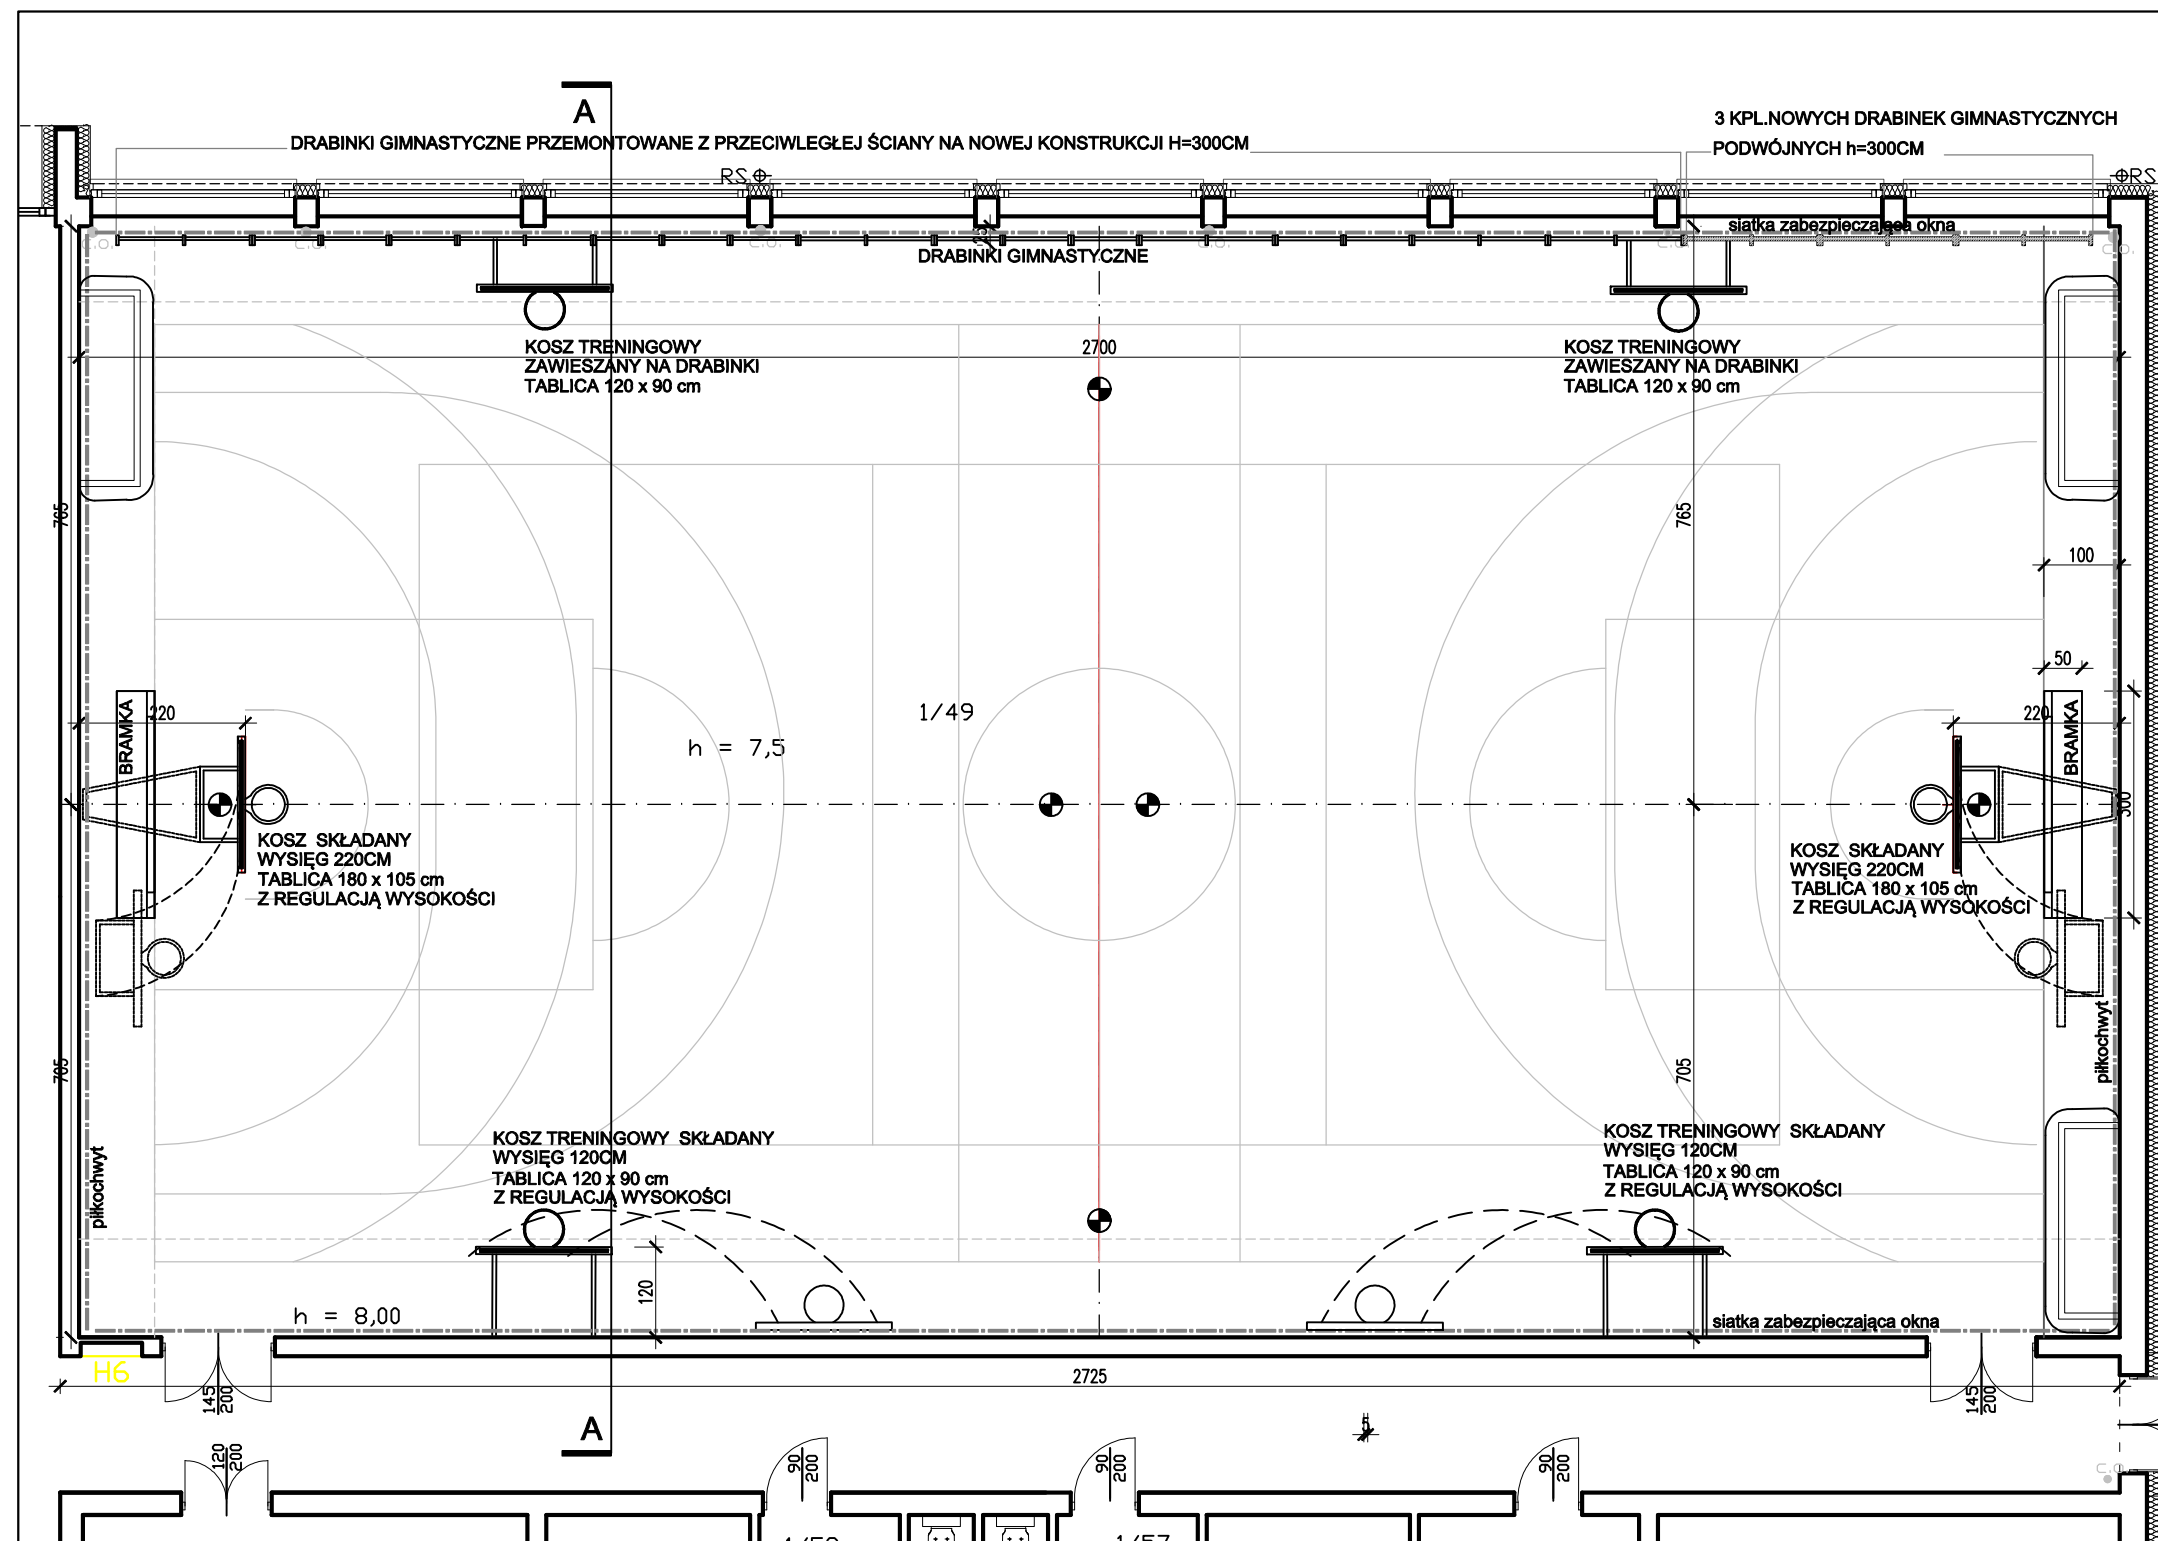 A
3 KPL.NOWYCH DRABINEK GIMNASTYCZNYCH
PODWÓJNYCH h=300CM
DRABINKI GIMNASTYCZNE PRZEMONTOWANE Z PRZECIWLEGŁEJ ŚCIANY NA NOWEJ KONSTRUKCJI H=300CM
RS
RS
siatka zabezpieczająca okna
c.o.
c.o.
c.o.
c.o.
c.o.
c.o.
DRABINKI GIMNASTYCZNE
KOSZ TRENINGOWY
ZAWIESZANY NA DRABINKI
TABLICA 120 x 90 cm
2700
KOSZ TRENINGOWY
ZAWIESZANY NA DRABINKI
TABLICA 120 x 90 cm
765
765
100
50
220
BRAMKA
1/49
h = 7,5
220
BRAMKA
300
KOSZ SKŁADANY
WYSIĘG 220CM
TABLICA 180 x 105 cm
Z REGULACJĄ WYSOKOŚCI
KOSZ SKŁADANY
WYSIĘG 220CM
TABLICA 180 x 105 cm
Z REGULACJĄ WYSOKOŚCI
705
705
piłkochwyt
piłkochwyt
KOSZ TRENINGOWY SKŁADANY
WYSIĘG 120CM
TABLICA 120 x 90 cm
Z REGULACJĄ WYSOKOŚCI
KOSZ TRENINGOWY SKŁADANY
WYSIĘG 120CM
TABLICA 120 x 90 cm
Z REGULACJĄ WYSOKOŚCI
120
h = 8,00
siatka zabezpieczająca okna
H6
2725
145
200
145
200
A
5
120
200
90
200
90
200
90
200
c.o.
1/57